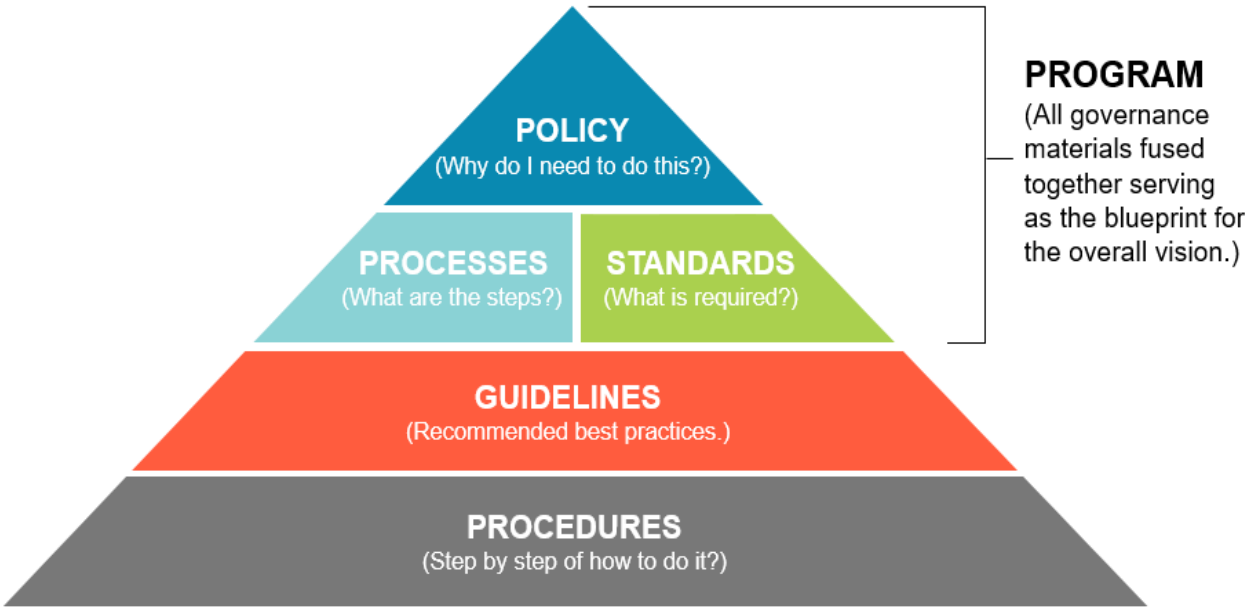 POLICY
(Why do I need to do this?)
PROCESSES
(What are the steps?)
STANDARDS
(What is required?)
GUIDELINES
(Recommended best practices.)
PROCEDURES
(Step by step of how to do it?)
PROGRAM
(All governance
materials fused
together serving
as the blueprint for
the overall vision.)